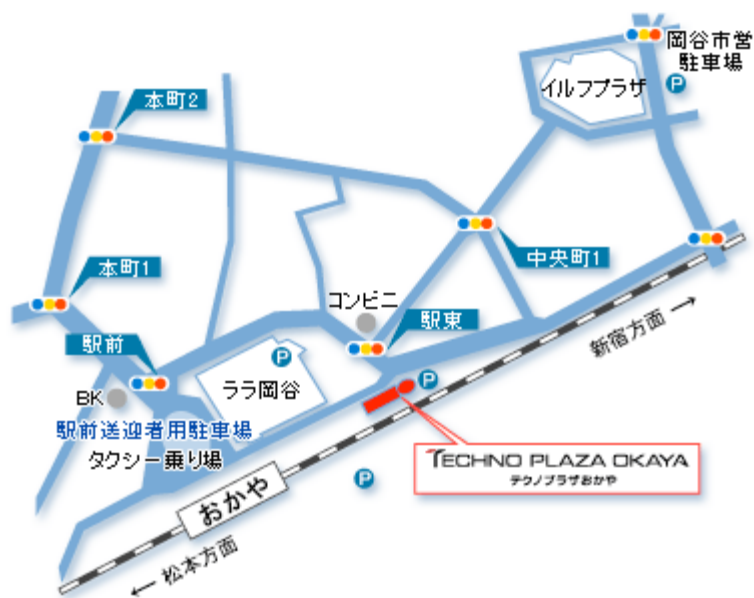 岡谷市営
駐車場
P
イルフプラザ
本町2
中央町1
本町1
コンビニ
駅東
新宿方面 →
駅前
P
ララ岡谷
P
BK
駅前送迎者用駐車場
タクシー乗り場
TECHNO PLAZA OKAYA
テクノプラザおかや
P
おかや
← 松本方面